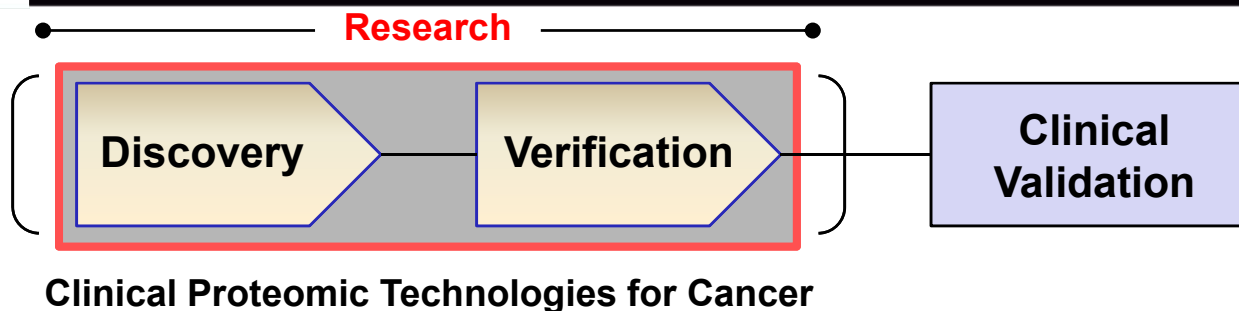 Research
Discovery
Verification
Clinical
Validation
Clinical Proteomic Technologies for Cancer